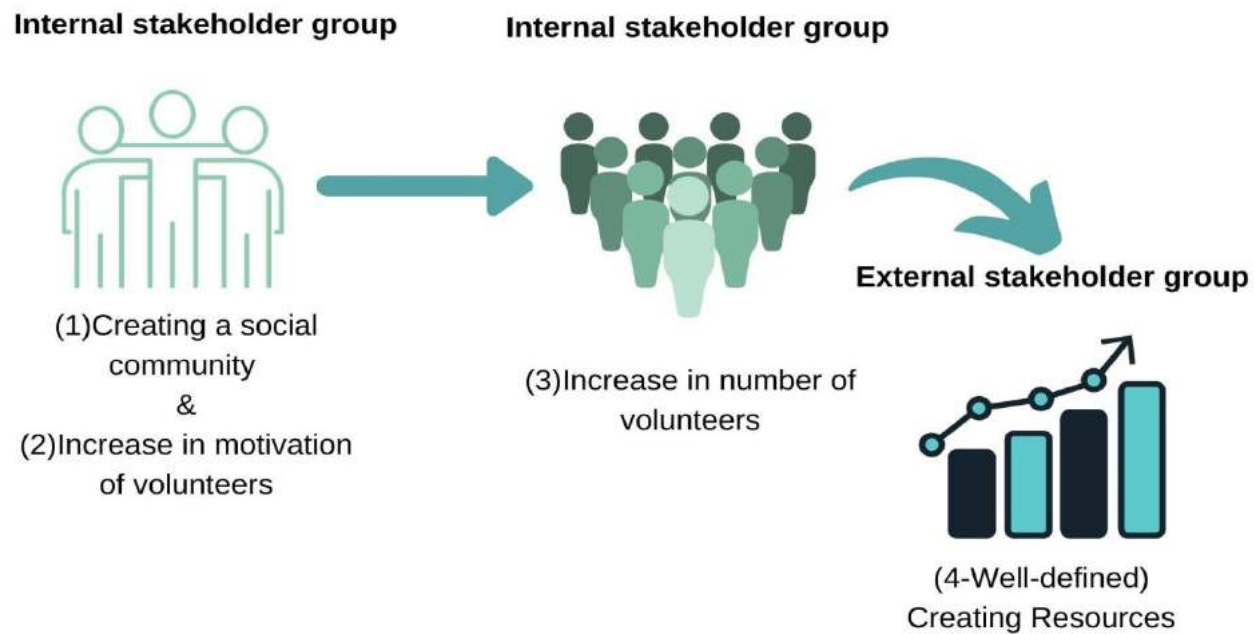 Internal stakeholder group
(1)Creating a social
community
&
(2)Increase in motivation
of volunteers
Internal stakeholder group
(3)Increase in number of
volunteers
External stakeholder group
(4-Well-defined)
Creating Resources